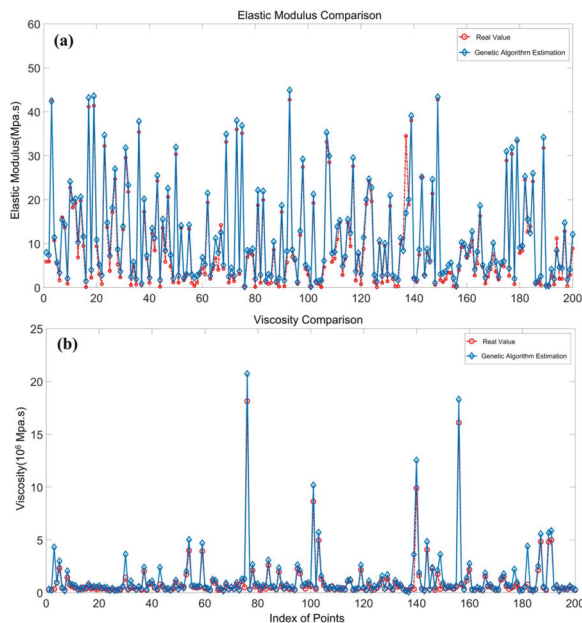 Elastic Modulus Comparison
(a)
Real Value
Genetic Algorithm Estimation
Elastic Modulus(Mpa.s)
60
50
40
30
20
10
0
0 20 40 60 80 100 120 140 160 180 200
Viscosity Comparison
(b)
Real Value
Genetic Algorithm Estimation
Viscosity(10⁶ Mpa.s)
25
20
15
10
5
0
0 20 40 60 80 100 120 140 160 180 200
Index of Points